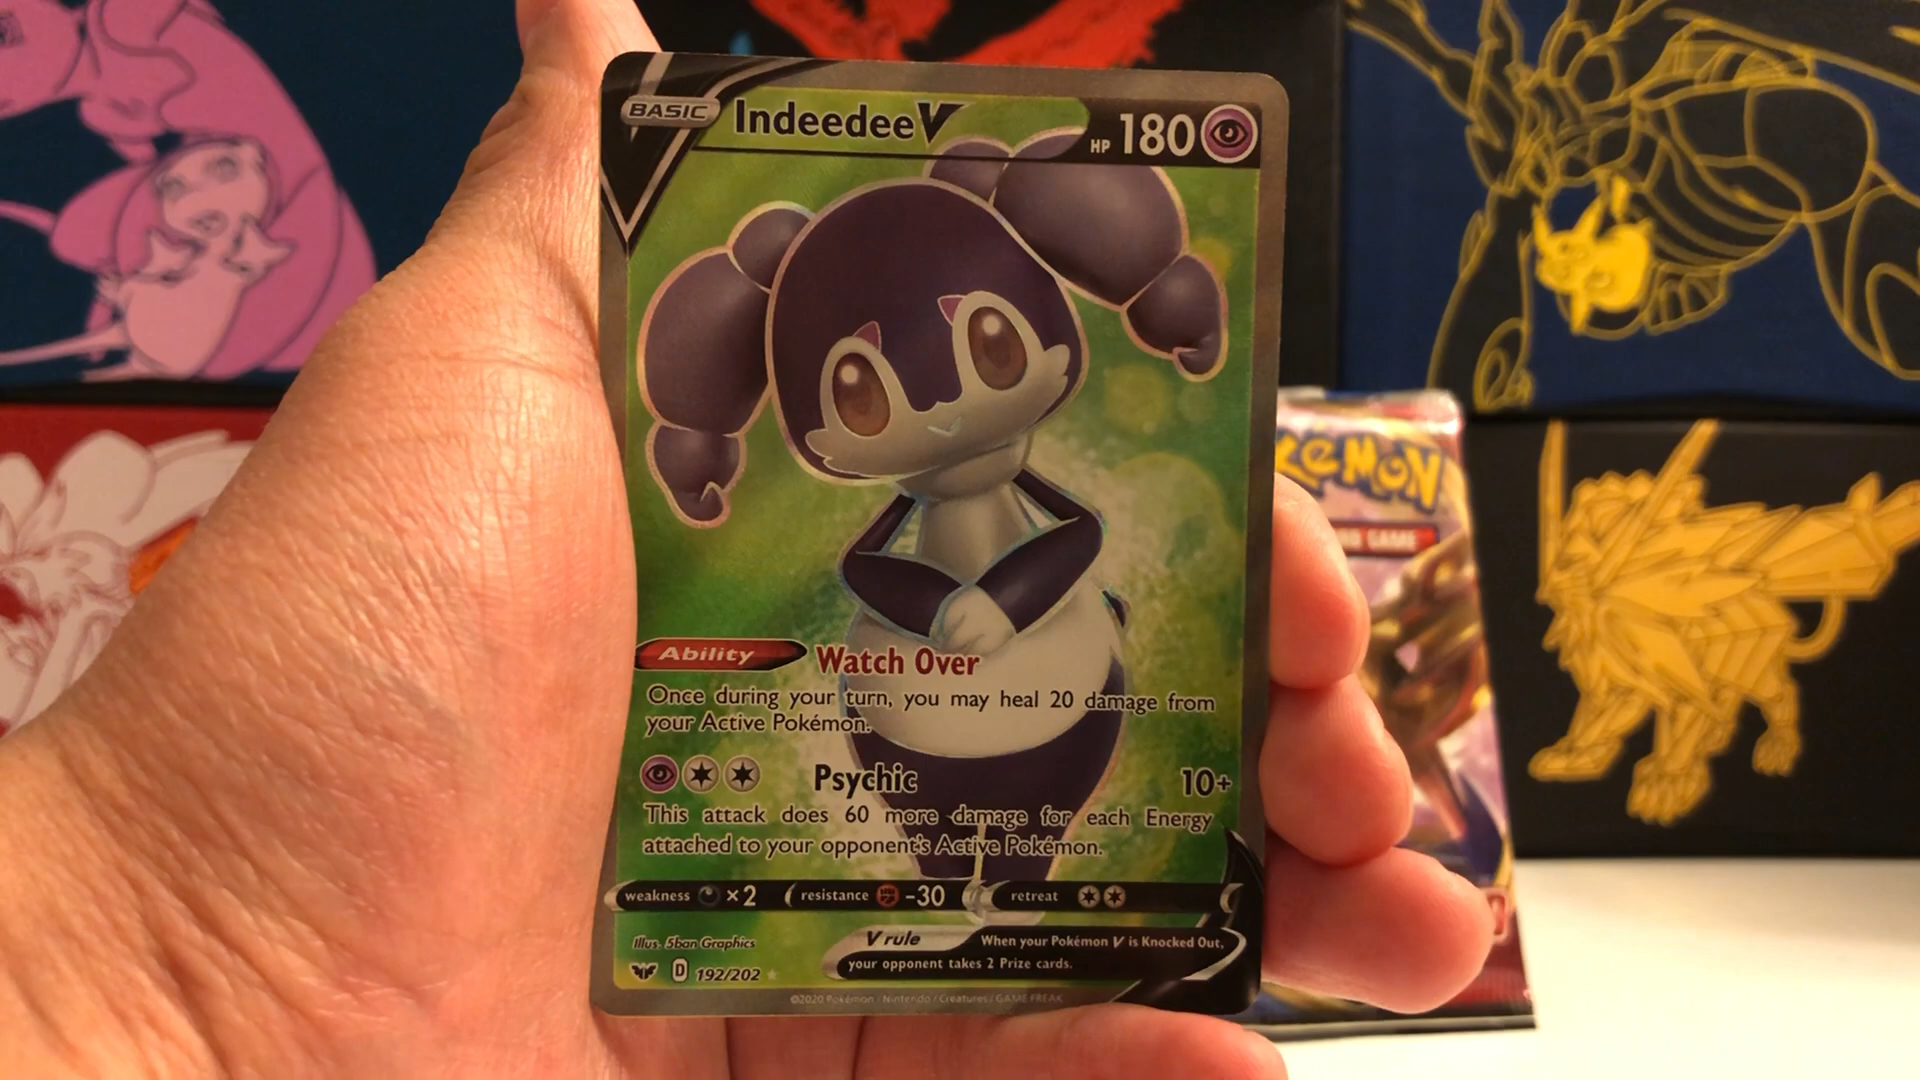 BASIC Indeedee V HP 180
Ability Watch Over
Once during your turn, you may heal 20 damage from
your Active Pokémon.
Psychic 10+
This attack does 60 more damage for each Energy
attached to your opponent's Active Pokémon.
weakness ×2 resistance -30 retreat
Illus. 5ban Graphics
V rule When your Pokémon V is Knocked Out,
your opponent takes 2 Prize cards.
D 192/202
©2020 Pokémon / Nintendo / Creatures / GAME FREAK
POKÉMON
GAME